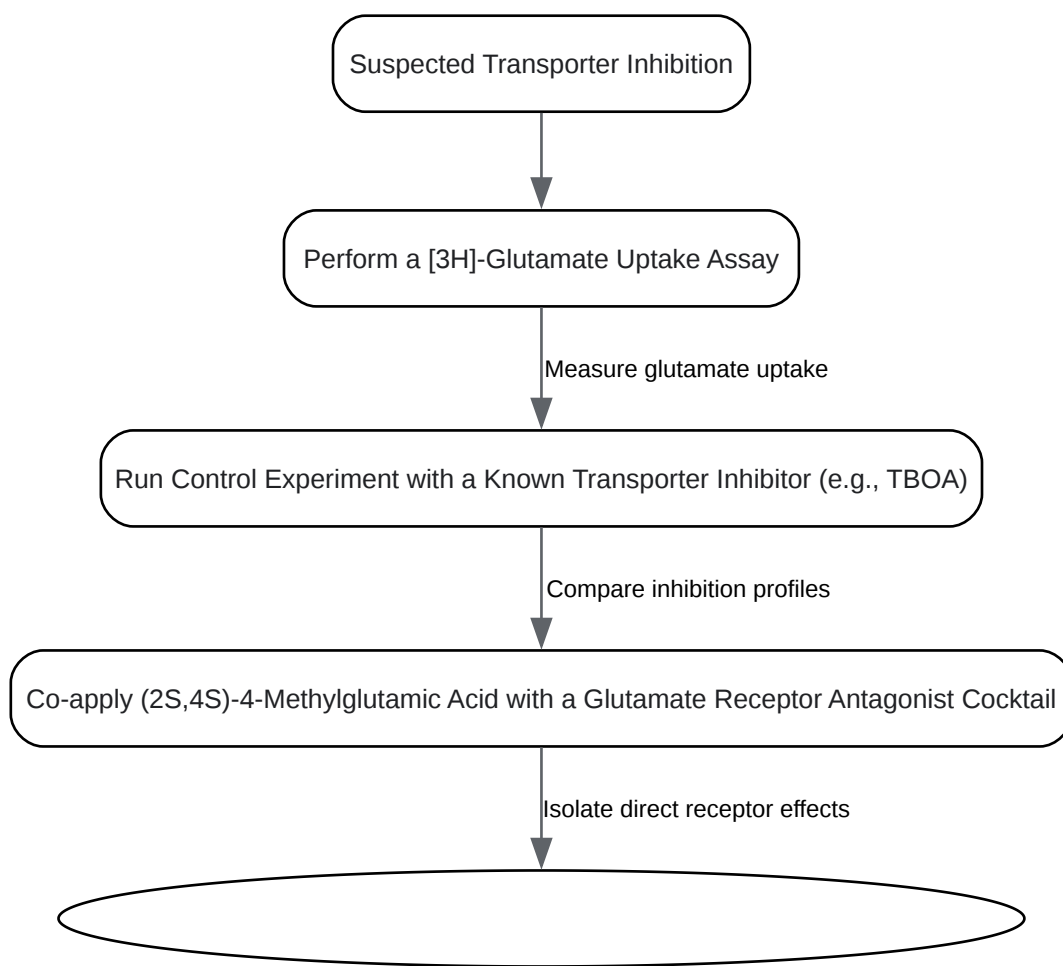 Suspected Transporter Inhibition
Perform a [3H]-Glutamate Uptake Assay
Measure glutamate uptake
Run Control Experiment with a Known Transporter Inhibitor (e.g., TBOA)
Compare inhibition profiles
Co-apply (2S,4S)-4-Methylglutamic Acid with a Glutamate Receptor Antagonist Cocktail
Isolate direct receptor effects